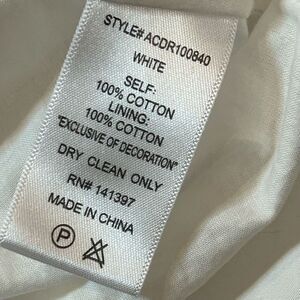 STYLE# ACDR100840
WHITE
SELF:
100% COTTON
LINING:
100% COTTON
"EXCLUSIVE OF DECORATION"
DRY CLEAN ONLY
RN# 141397
MADE IN CHINA
P